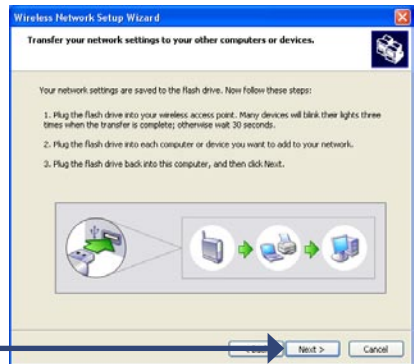 Wireless Network Setup Wizard
Transfer your network settings to your other computers or devices.
Your network settings are saved to the flash drive. Now follow these steps:
1. Plug the flash drive into your wireless access point. Many devices will blink their lights three
times when the transfer is complete; otherwise wait 30 seconds.
2. Plug the flash drive into each computer or device you want to add to your network.
3. Plug the flash drive back into this computer, and then click Next.
Next > Cancel